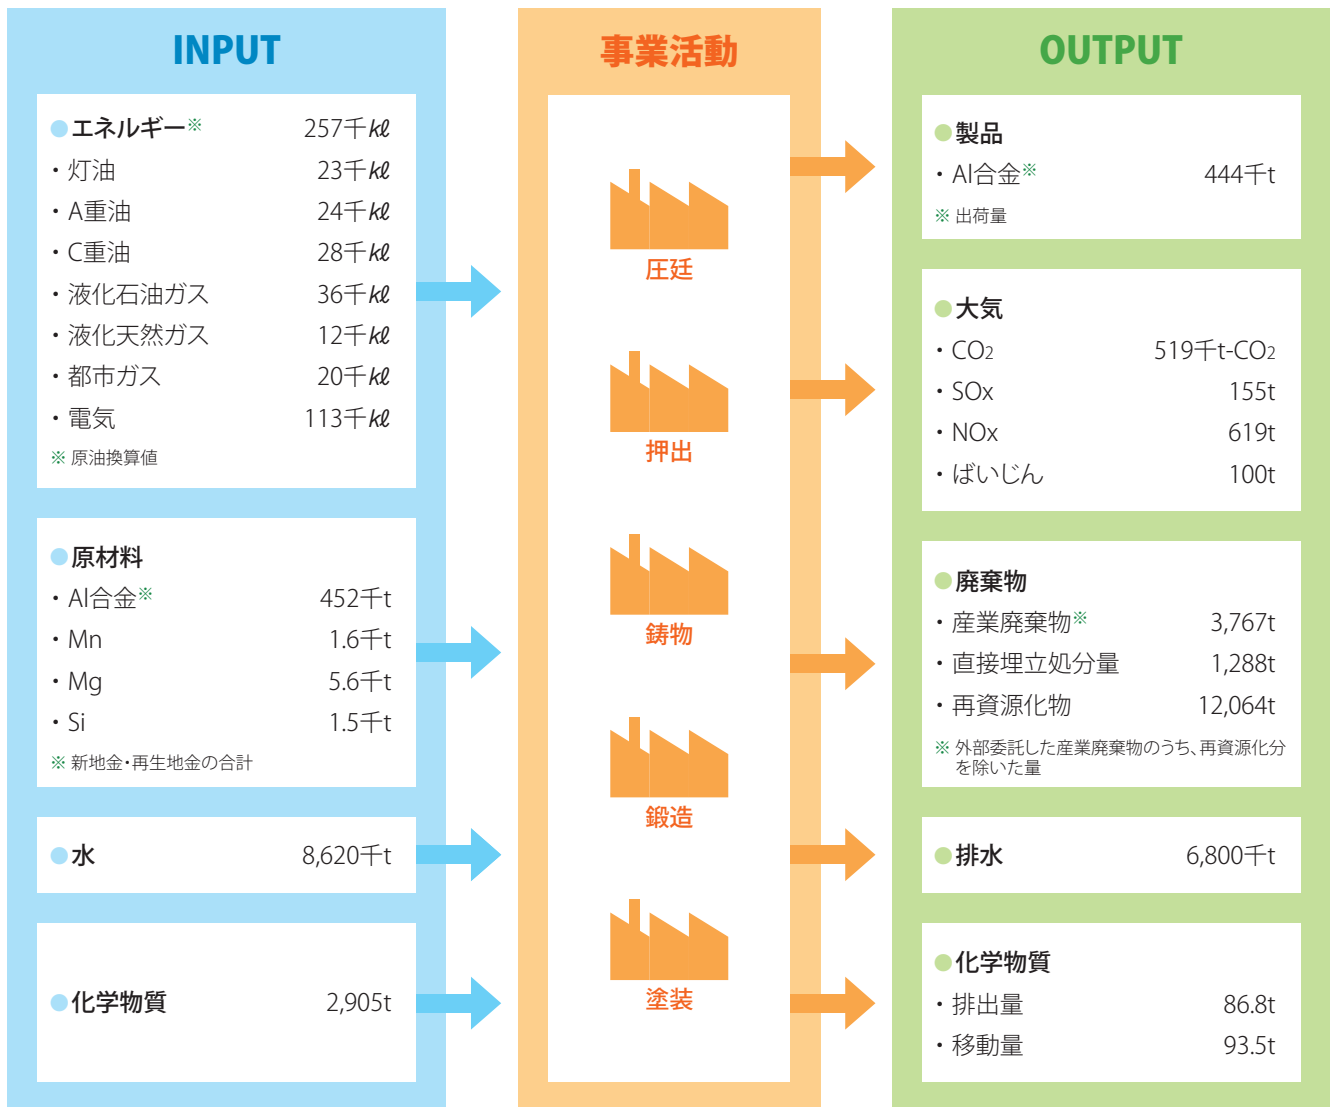 INPUT
●エネルギー※ 257千㎘
・灯油 23千㎘
・A重油 24千㎘
・C重油 28千㎘
・液化石油ガス 36千㎘
・液化天然ガス 12千㎘
・都市ガス 20千㎘
・電気 113千㎘
※ 原油換算値
●原材料
・Al合金※ 452千t
・Mn 1.6千t
・Mg 5.6千t
・Si 1.5千t
※ 新地金・再生地金の合計
●水 8,620千t
●化学物質 2,905t
事業活動
圧延
押出
鋳物
鍛造
塗装
OUTPUT
●製品
・Al合金※ 444千t
※ 出荷量
●大気
・CO2 519千t-CO2
・SOx 155t
・NOx 619t
・ばいじん 100t
●廃棄物
・産業廃棄物※ 3,767t
・直接埋立処分量 1,288t
・再資源化物 12,064t
※ 外部委託した産業廃棄物のうち、再資源化分
を除いた量
●排水 6,800千t
●化学物質
・排出量 86.8t
・移動量 93.5t